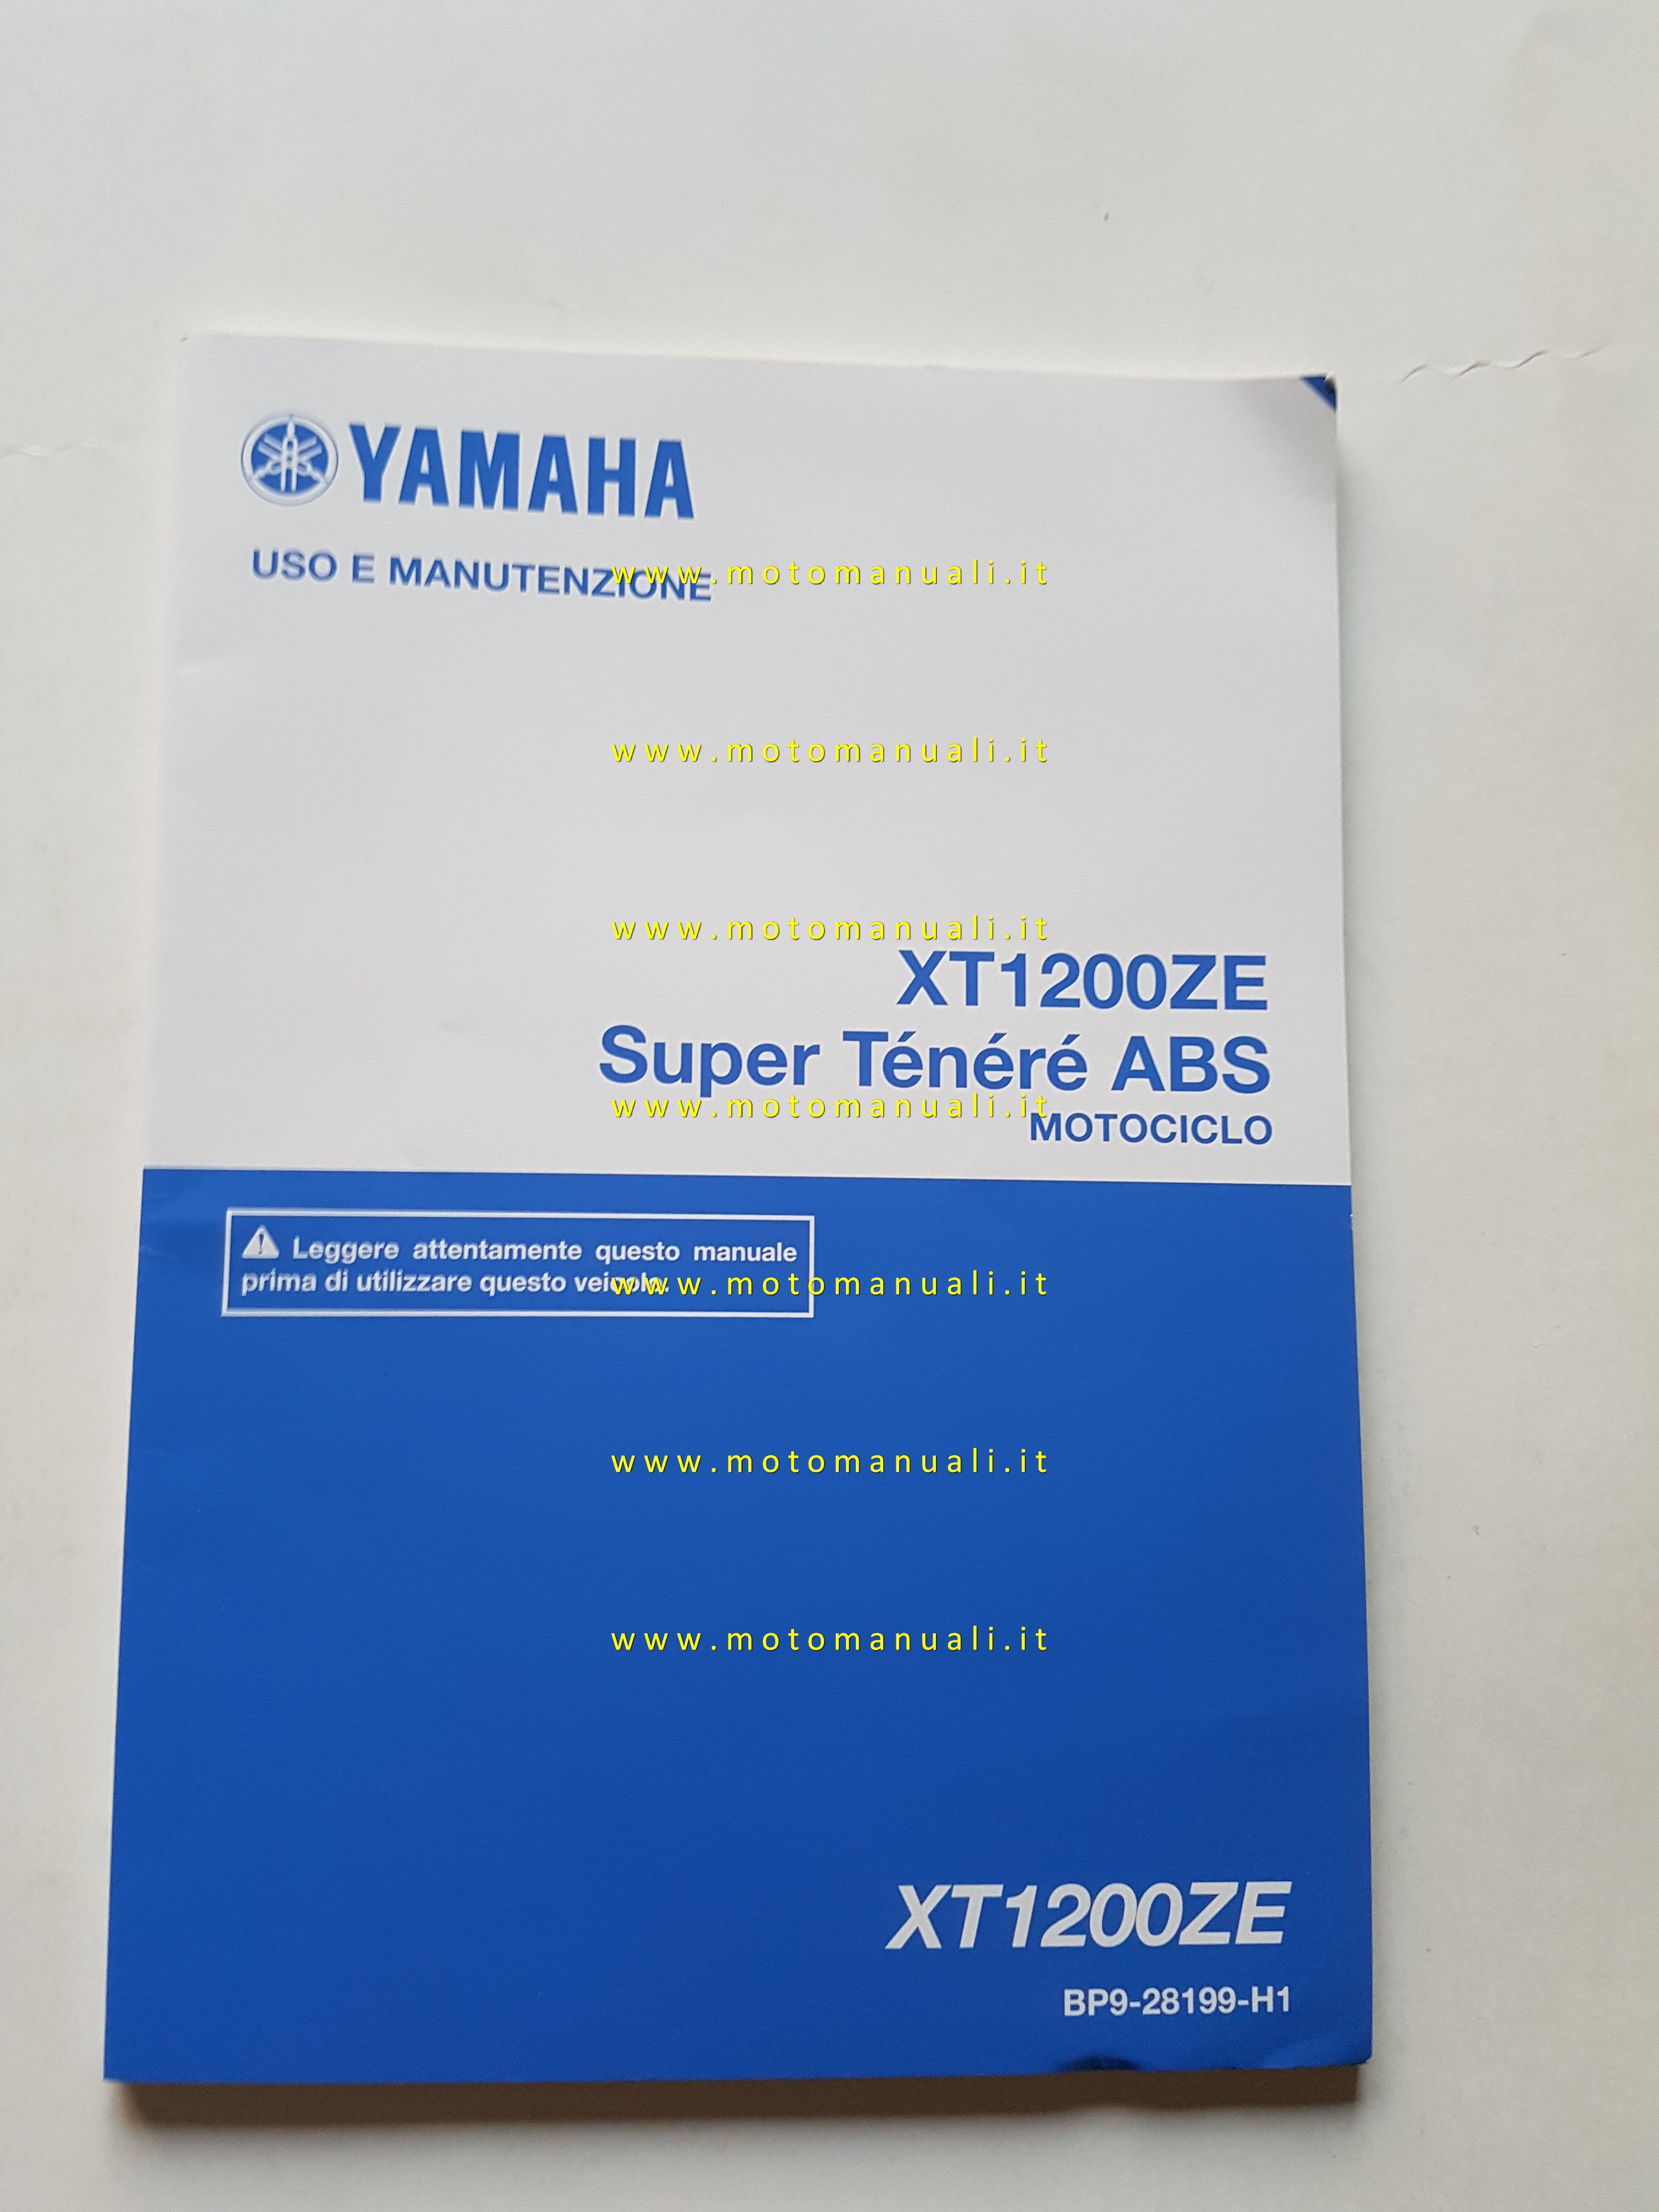 YAMAHA
USO E MANUTENZIONE
www.motomanuali.it
www.motomanuali.it
www.motomanuali.it
XT1200ZE
Super Ténéré ABS
www.motomanuali.it
MOTOCICLO
Leggere attentamente questo manuale
prima di utilizzare questo veicolo.
www.motomanuali.it
www.motomanuali.it
www.motomanuali.it
XT1200ZE
BP9-28199-H1